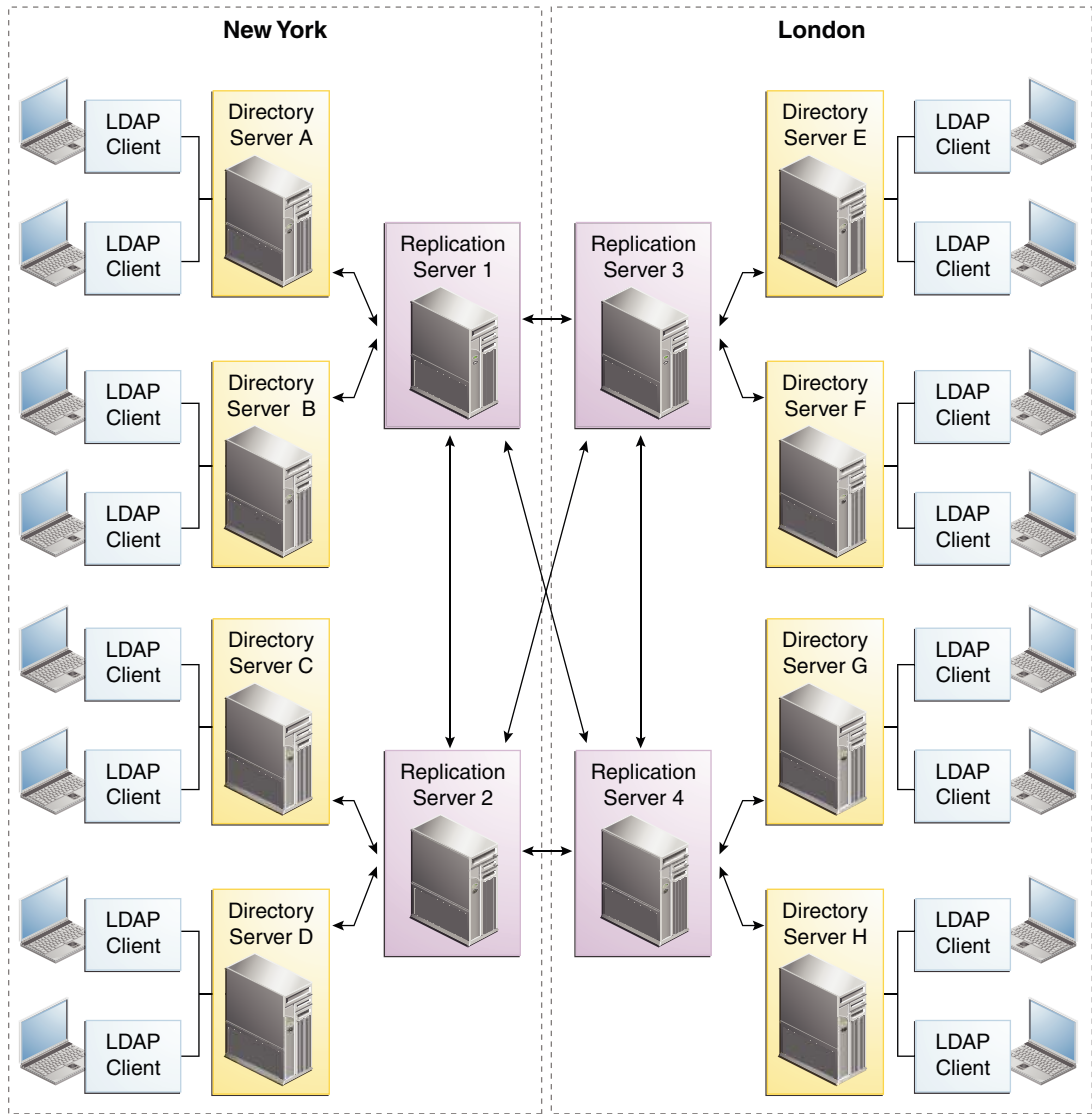 New York
London
LDAP
Client
LDAP
Client
Directory
Server A
Replication
Server 1
Replication
Server 3
Directory
Server E
LDAP
Client
LDAP
Client
LDAP
Client
LDAP
Client
Directory
Server B
Directory
Server F
LDAP
Client
LDAP
Client
LDAP
Client
LDAP
Client
Directory
Server C
Replication
Server 2
Replication
Server 4
Directory
Server G
LDAP
Client
LDAP
Client
LDAP
Client
LDAP
Client
Directory
Server D
Directory
Server H
LDAP
Client
LDAP
Client